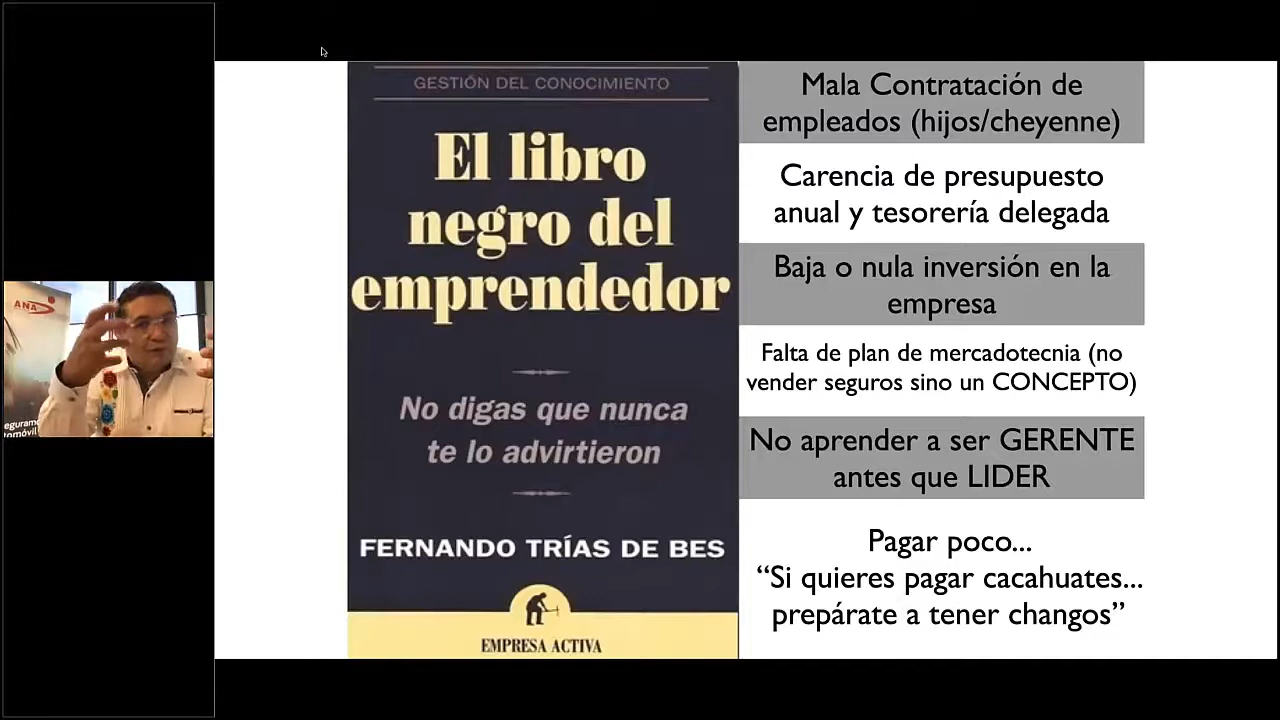 ANA
eguram
tomóvil
GESTIÓN DEL CONOCIMIENTO
El libro
negro del
emprendedor
No digas que nunca
te lo advirtieron
FERNANDO TRÍAS DE BES
EMPRESA ACTIVA
Mala Contratación de
empleados (hijos/cheyenne)
Carencia de presupuesto
anual y tesorería delegada
Baja o nula inversión en la
empresa
Falta de plan de mercadotecnia (no
vender seguros sino un CONCEPTO)
No aprender a ser GERENTE
antes que LIDER
Pagar poco...
“Si quieres pagar cacahuates...
prepárate a tener changos”